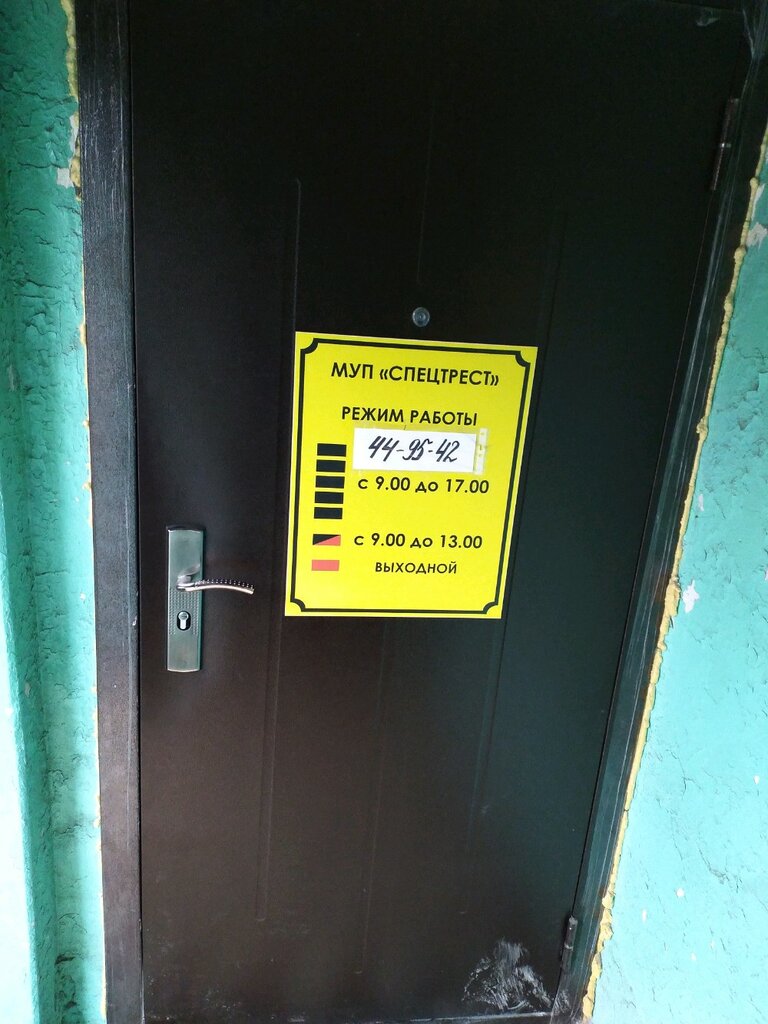 МУП «СПЕЦТРЕСТ»
РЕЖИМ РАБОТЫ
44-95-42
с 9.00 до 17.00
с 9.00 до 13.00
ВЫХОДНОЙ